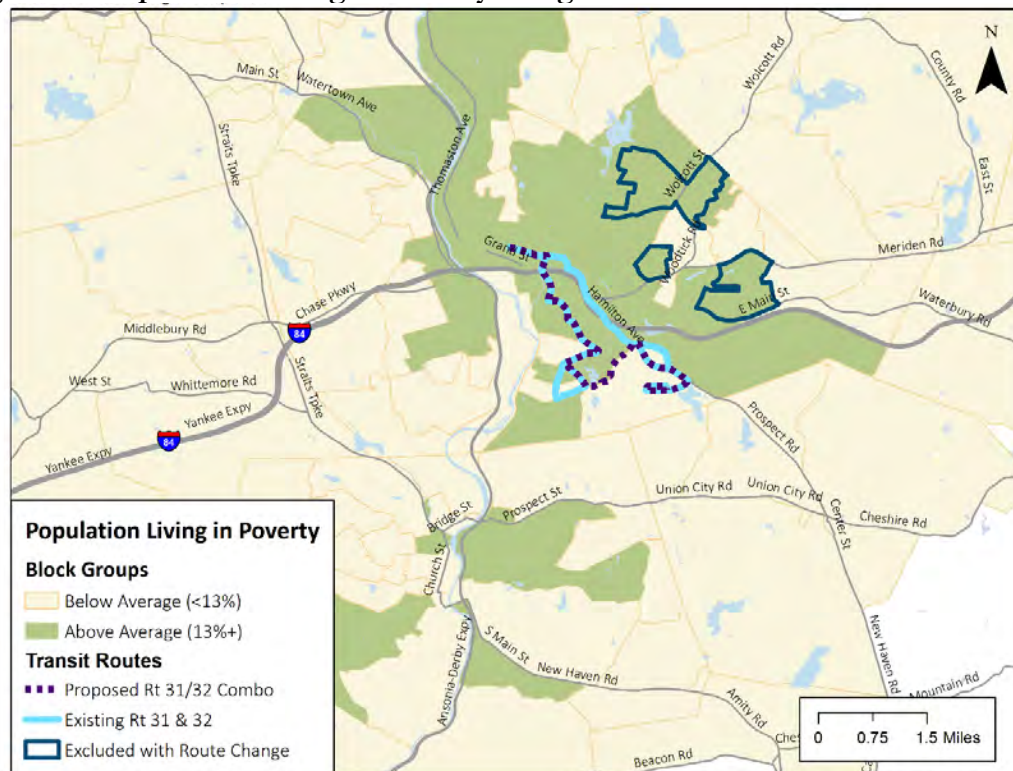 N
Main St
Watertown Ave
Straits Tpke
Thomaston Ave
Wolcott Rd
County Rd
East St
Wolcott St
Woodtick Rd
Meriden Rd
Grand St
Hamilton Ave
E Main St
Waterbury Rd
Chase Pkwy
84
Middlebury Rd
Straits Tpke
West St
Whittemore Rd
Yankee Expy
84
Yankee Expy
Prospect Rd
Union City Rd
Union City Rd
Prospect St
Bridge St
Church St
Center St
Cheshire Rd
S Main St
New Haven Rd
Ansonia-Derby Expy
New Haven Rd
Mountain Rd
Amity Rd
Beacon Rd
Population Living in Poverty
Block Groups
Below Average (<13%)
Above Average (13%+)
Transit Routes
Proposed Rt 31/32 Combo
Existing Rt 31 & 32
Excluded with Route Change
0 0.75 1.5 Miles